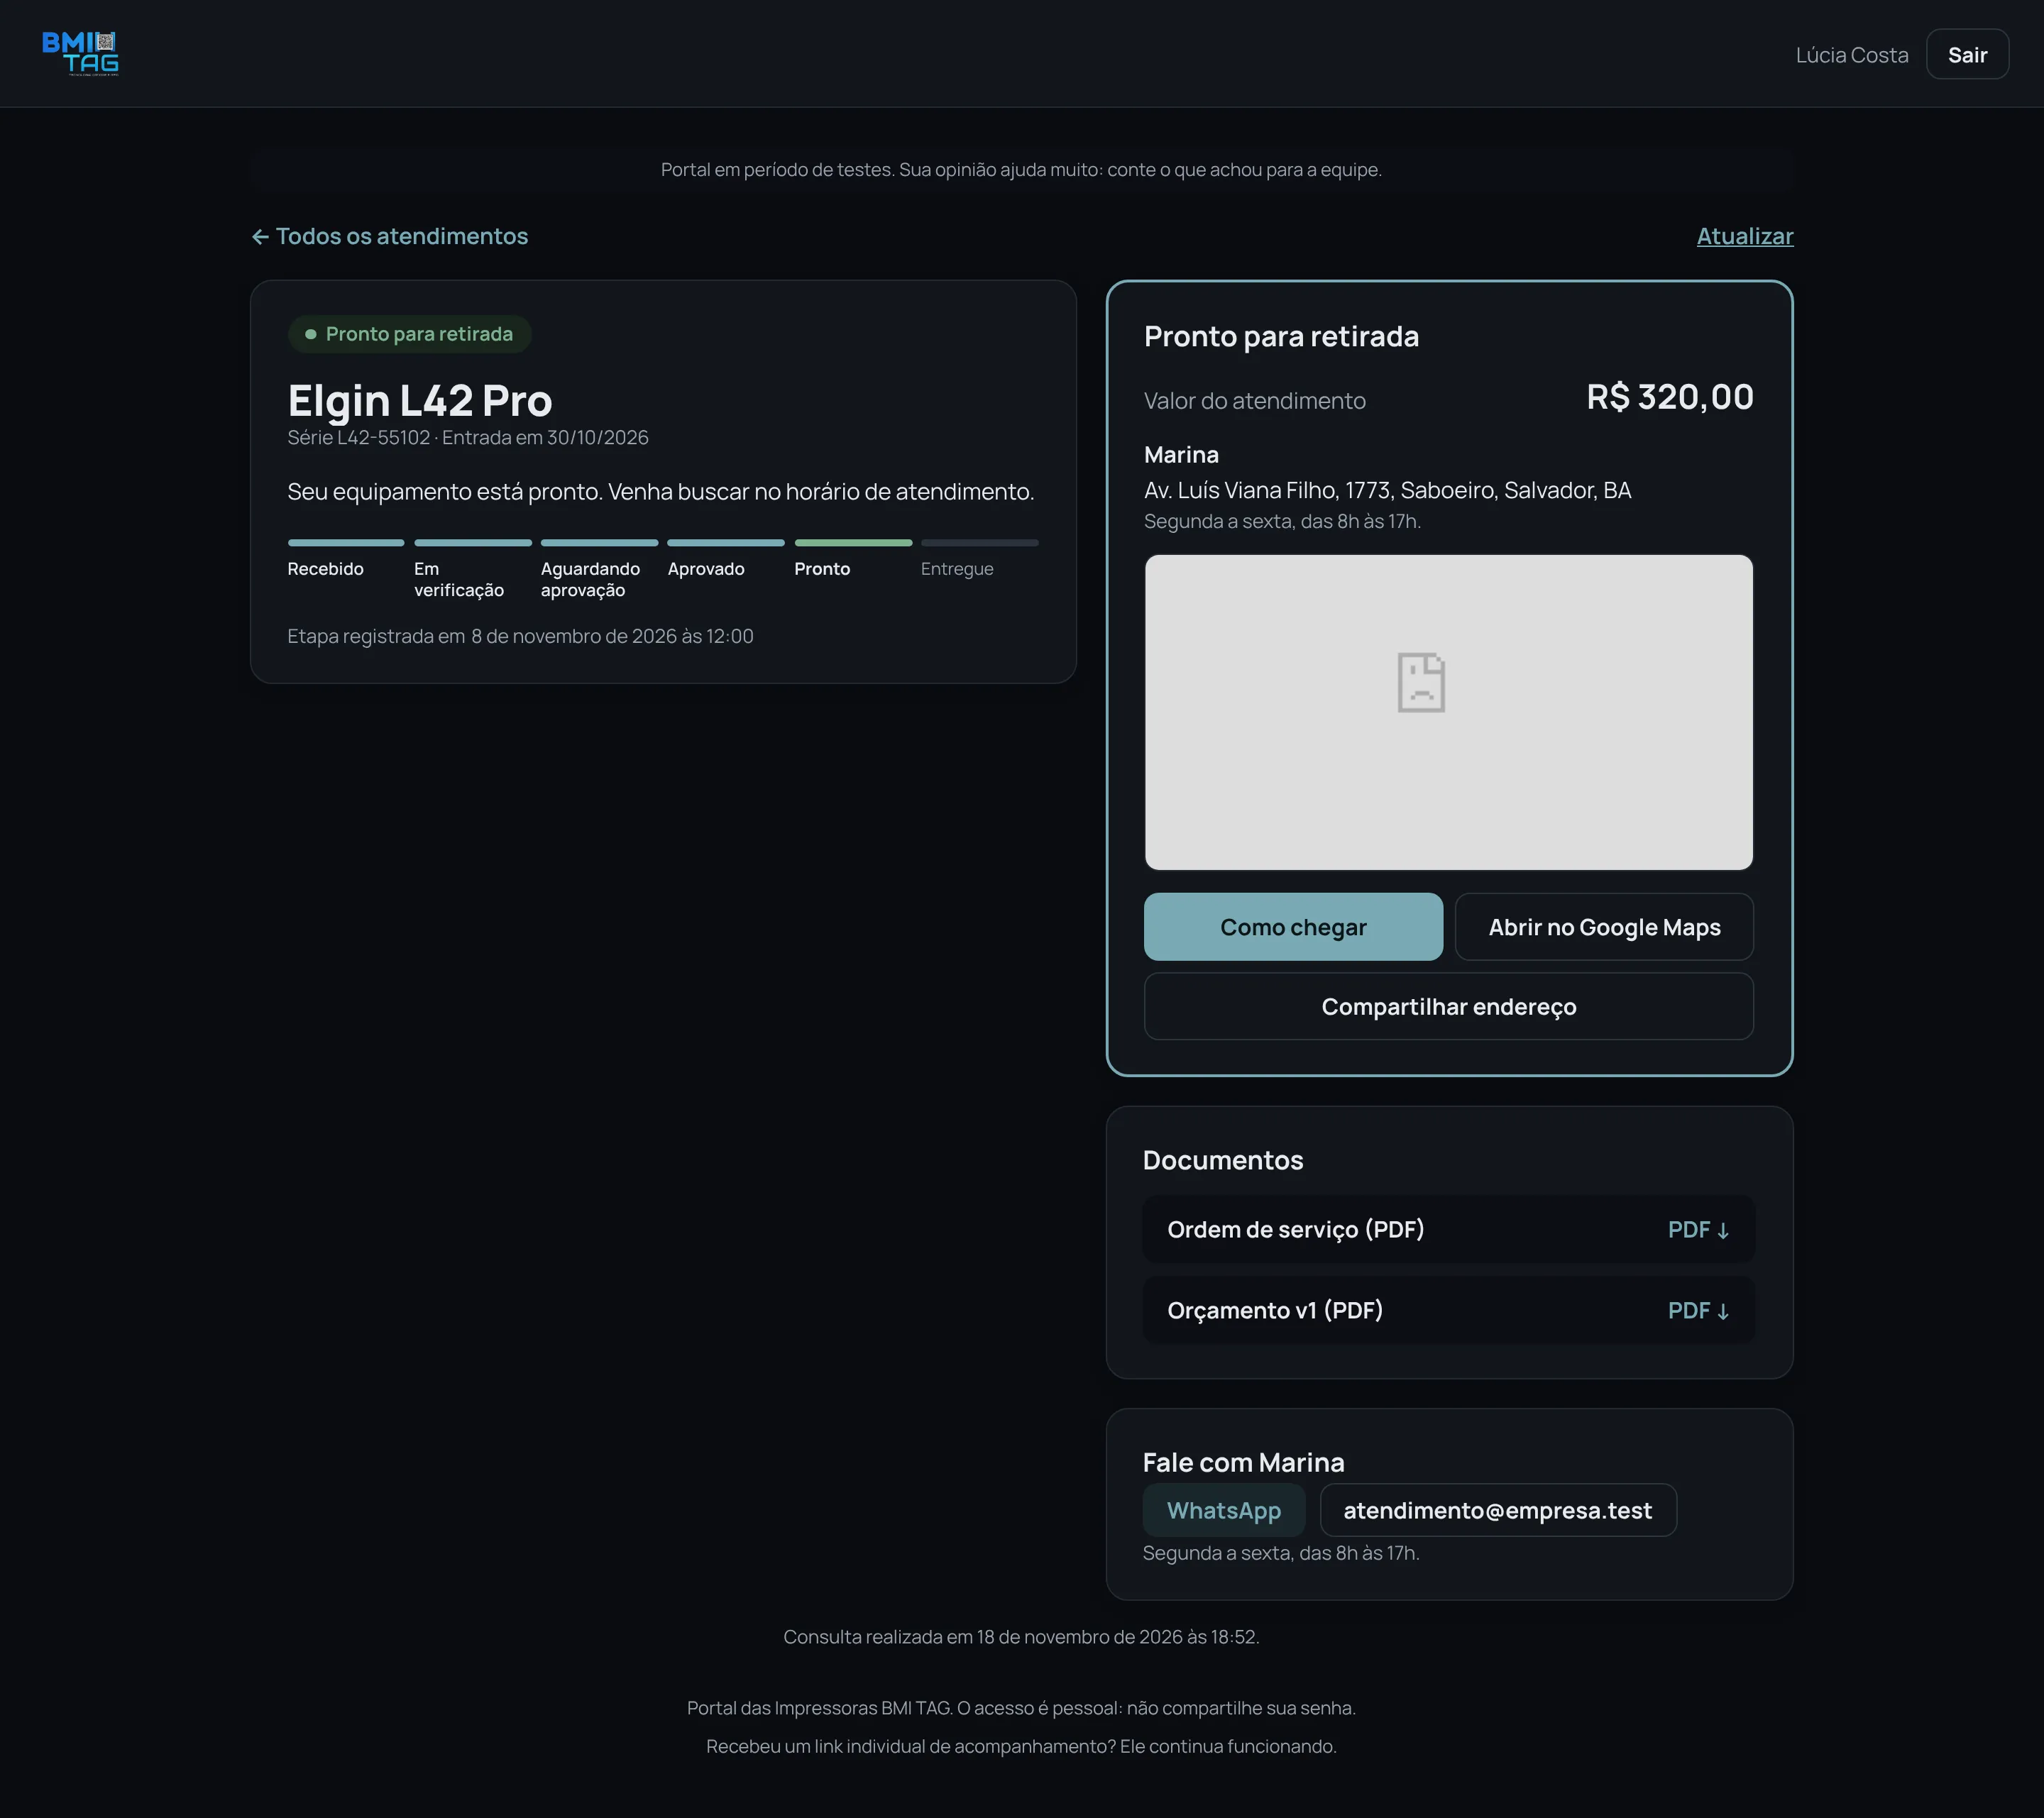 BMI
TAG
Lúcia Costa
Sair
Portal em período de testes. Sua opinião ajuda muito: conte o que achou para a equipe.
← Todos os atendimentos
Atualizar
Pronto para retirada
Elgin L42 Pro
Série L42-55102 · Entrada em 30/10/2026
Seu equipamento está pronto. Venha buscar no horário de atendimento.
Recebido
Em
verificação
Aguardando
aprovação
Aprovado
Pronto
Entregue
Etapa registrada em 8 de novembro de 2026 às 12:00
Pronto para retirada
Valor do atendimento
R$ 320,00
Marina
Av. Luís Viana Filho, 1773, Saboeiro, Salvador, BA
Segunda a sexta, das 8h às 17h.
Como chegar
Abrir no Google Maps
Compartilhar endereço
Documentos
Ordem de serviço (PDF)
PDF ↓
Orçamento v1 (PDF)
PDF ↓
Fale com Marina
WhatsApp
atendimento@empresa.test
Segunda a sexta, das 8h às 17h.
Consulta realizada em 18 de novembro de 2026 às 18:52.
Portal das Impressoras BMI TAG. O acesso é pessoal: não compartilhe sua senha.
Recebeu um link individual de acompanhamento? Ele continua funcionando.